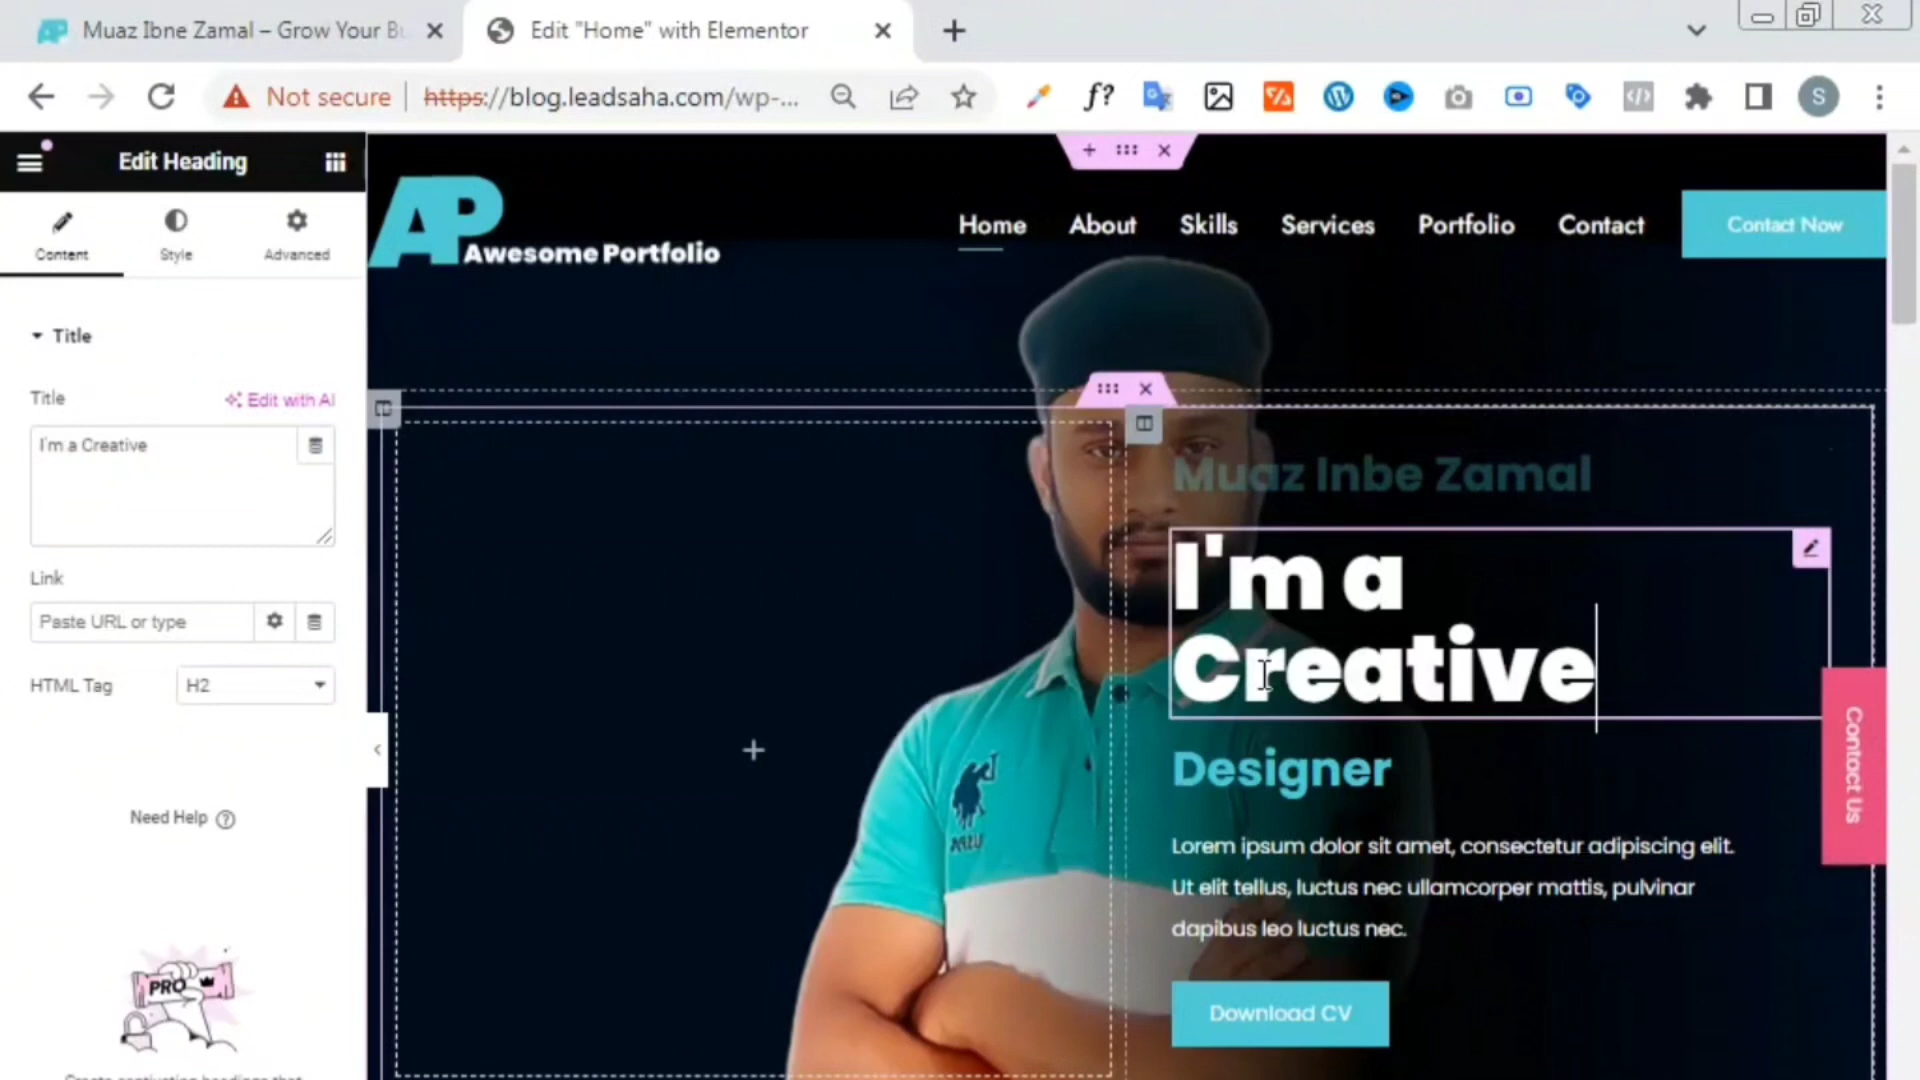 Muaz Ibne Zamal – Grow Your Bu
Edit "Home" with Elementor
Not secure
https://blog.leadsaha.com/wp-...
f?
S
Edit Heading
Content
Style
Advanced
Title
Title
Edit with AI
I'm a Creative
Link
Paste URL or type
HTML Tag
H2
Need Help
PRO
AP
Awesome Portfolio
Home
About
Skills
Services
Portfolio
Contact
Contact Now
Muaz Inbe Zamal
I'm a
Creative
Designer
Lorem ipsum dolor sit amet, consectetur adipiscing elit.
Ut elit tellus, luctus nec ullamcorper mattis, pulvinar
dapibus leo luctus nec.
Download CV
Contact Us